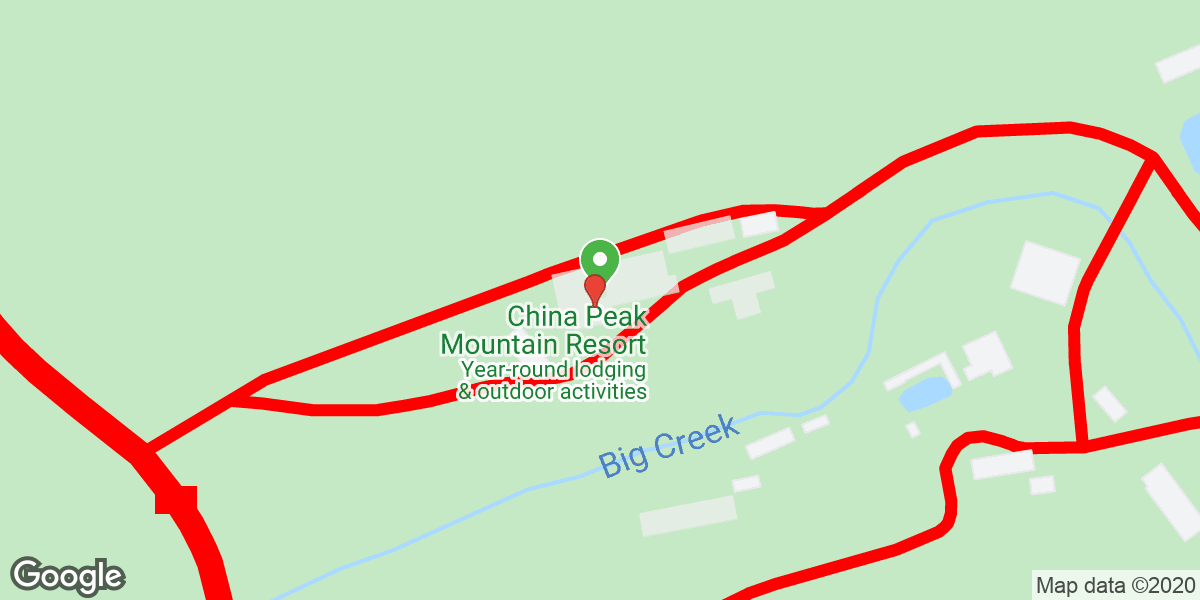 China Peak
Mountain Resort
Year-round lodging
& outdoor activities
Big Creek
Google
Map data ©2020